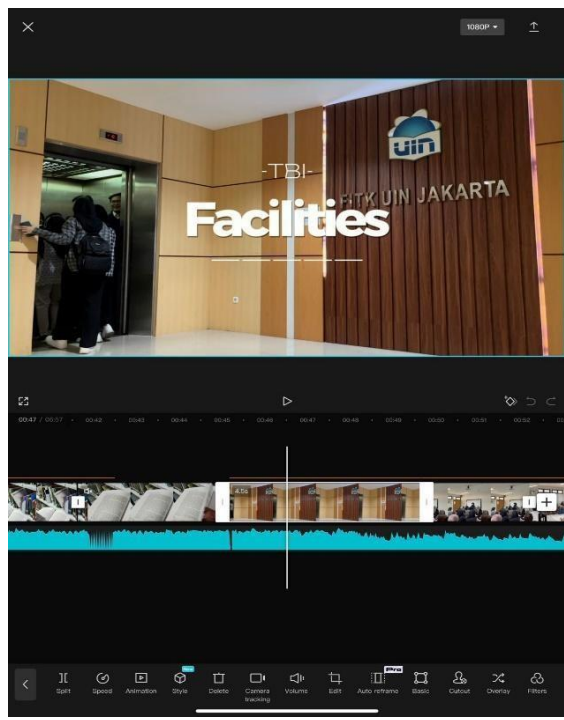 1080P
uin
-TBI-
FITK UIN JAKARTA
Facilities
00:47 / 00:57 00:42 00:43 00:44 00:45 00:46 00:47 00:48 00:49 00:50 00:51 00:52
4.5s
New
Pro
Split Speed Animation Style Delete Camera tracking Volume Edit Auto reframe Basic Cutout Overlay Filters